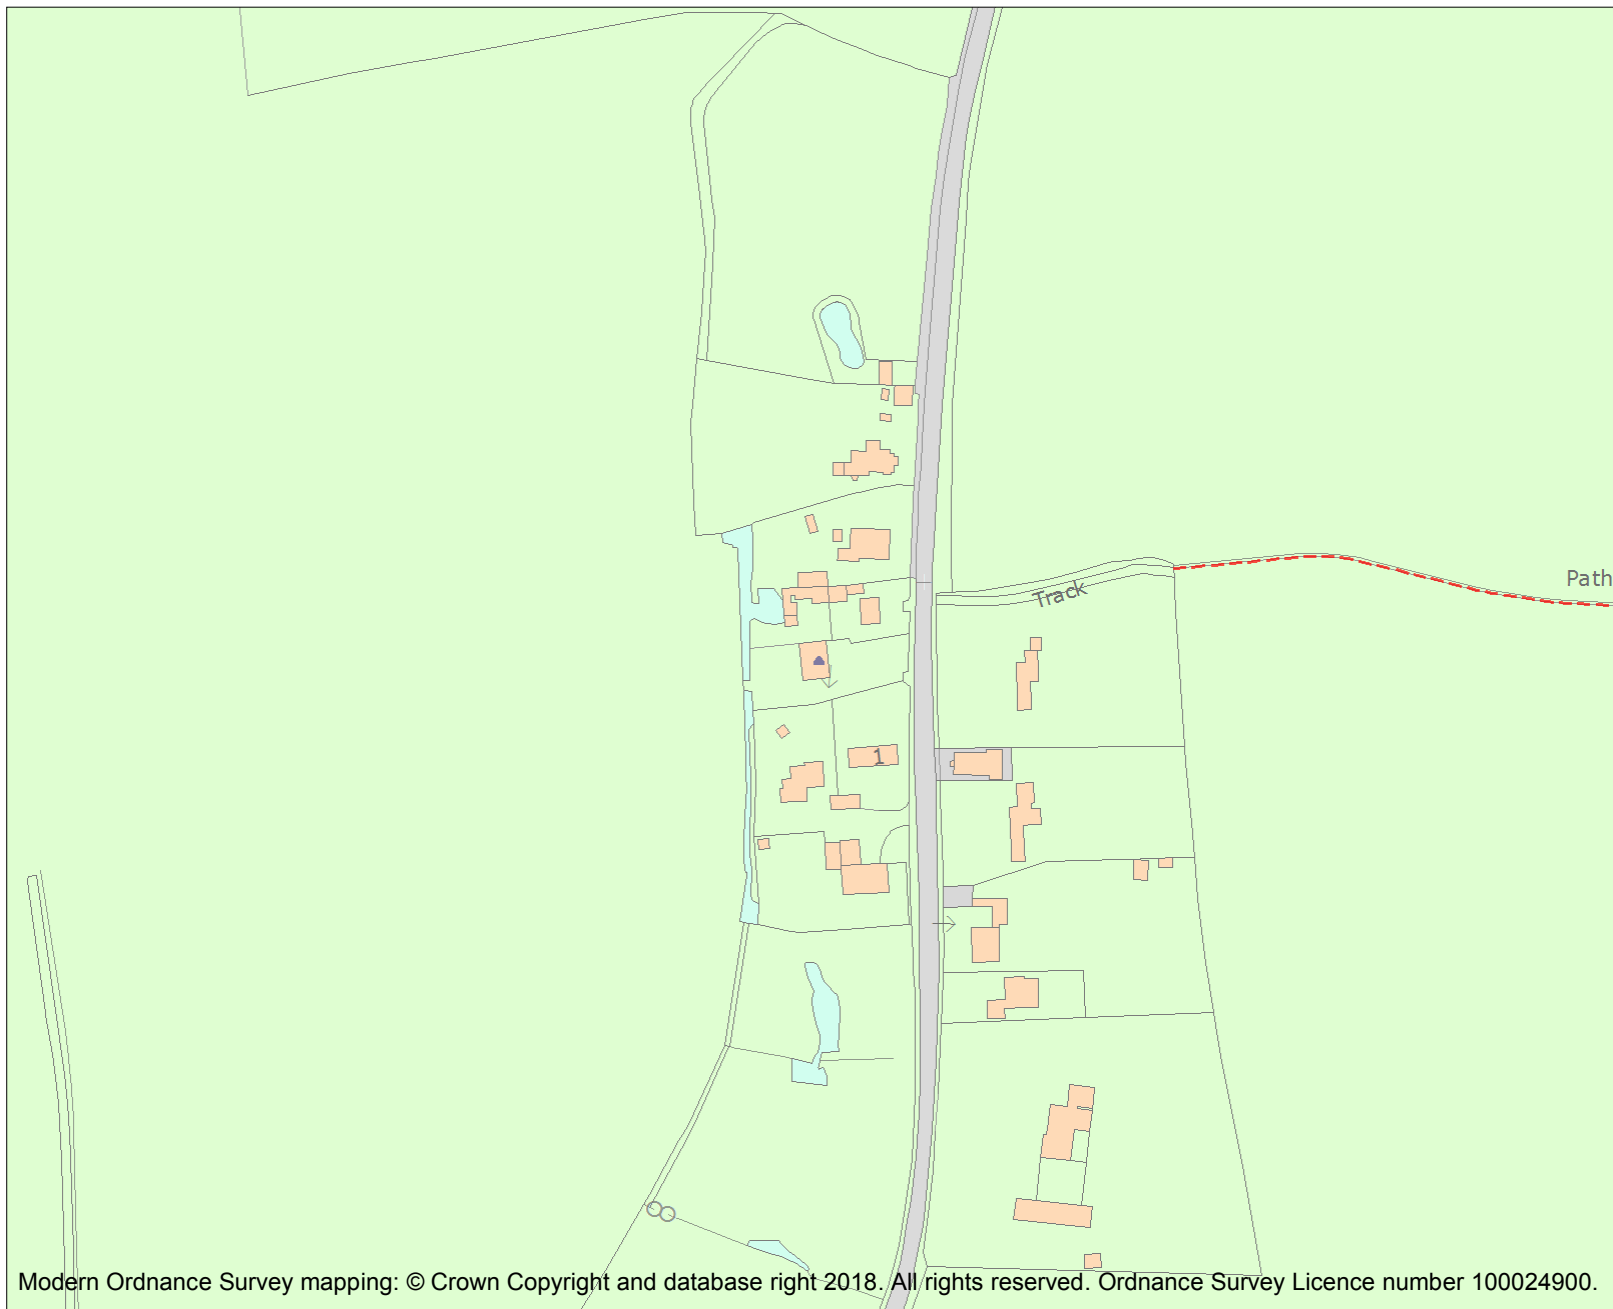 Path
Track
1
Modern Ordnance Survey mapping: © Crown Copyright and database right 2018. All rights reserved. Ordnance Survey Licence number 100024900.